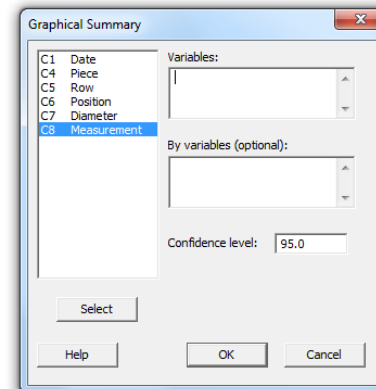 Graphical Summary
C1 Date
C4 Piece
C5 Row
C6 Position
C7 Diameter
C8 Measurement
Variables:
By variables (optional):
Confidence level: 95.0
Select
Help
OK
Cancel